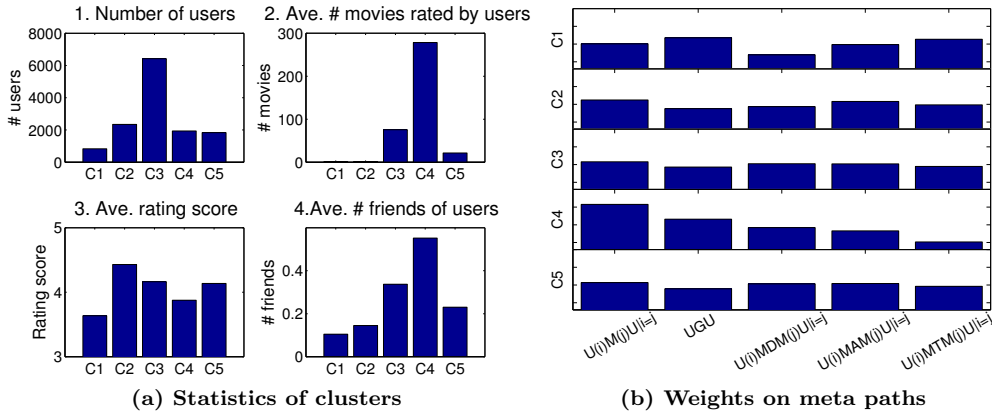 1. Number of users
# users
8000
6000
4000
2000
0
C1 C2 C3 C4 C5
2. Ave. # movies rated by users
# movies
300
200
100
0
C1 C2 C3 C4 C5
3. Ave. rating score
Rating score
5
4
3
C1 C2 C3 C4 C5
4.Ave. # friends of users
# friends
0.4
0.2
0
C1 C2 C3 C4 C5
(a) Statistics of clusters
C1
C2
C3
C4
C5
U(i)M(j)U|i=j
UGU
U(i)MDM(j)U|i=j
U(i)MAM(j)U|i=j
U(i)MTM(j)U|i=j
(b) Weights on meta paths